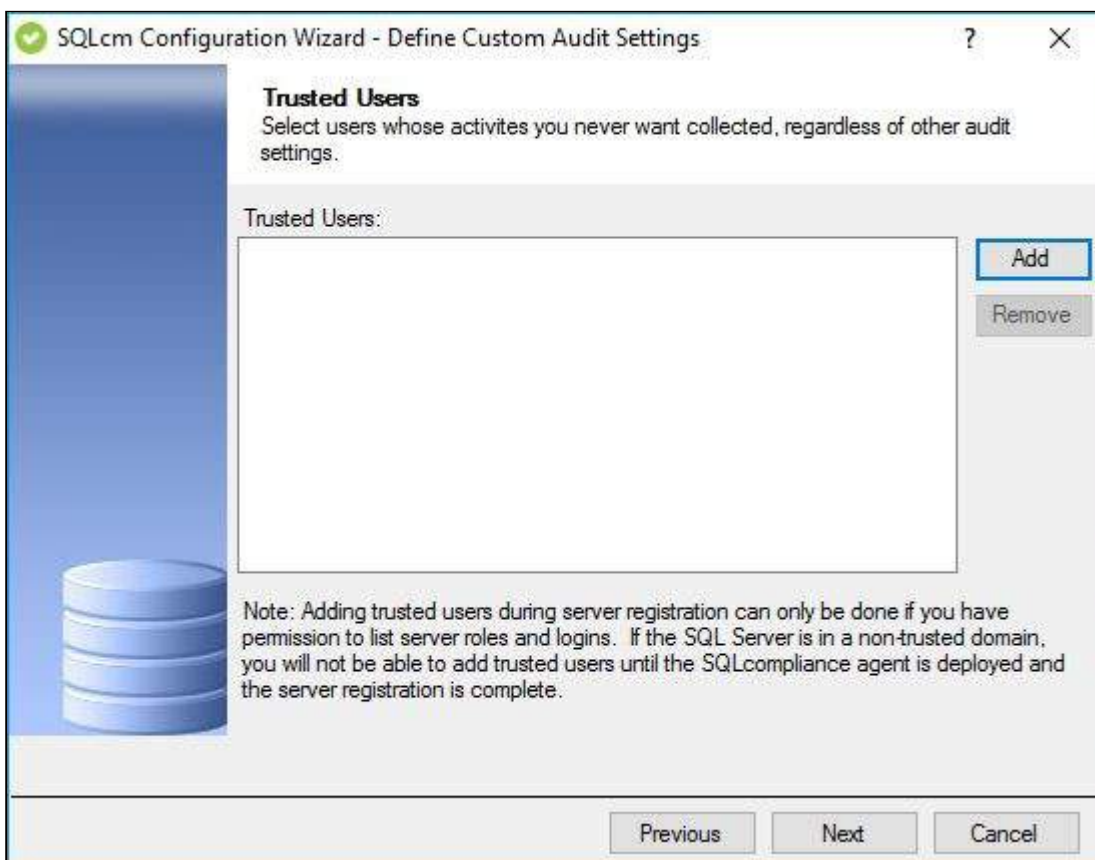 SQLcm Configuration Wizard - Define Custom Audit Settings
?
Trusted Users
Select users whose activites you never want collected, regardless of other audit
settings.
Trusted Users:
Add
Remove
Note: Adding trusted users during server registration can only be done if you have
permission to list server roles and logins.  If the SQL Server is in a non-trusted domain,
you will not be able to add trusted users until the SQLcompliance agent is deployed and
the server registration is complete.
Previous
Next
Cancel